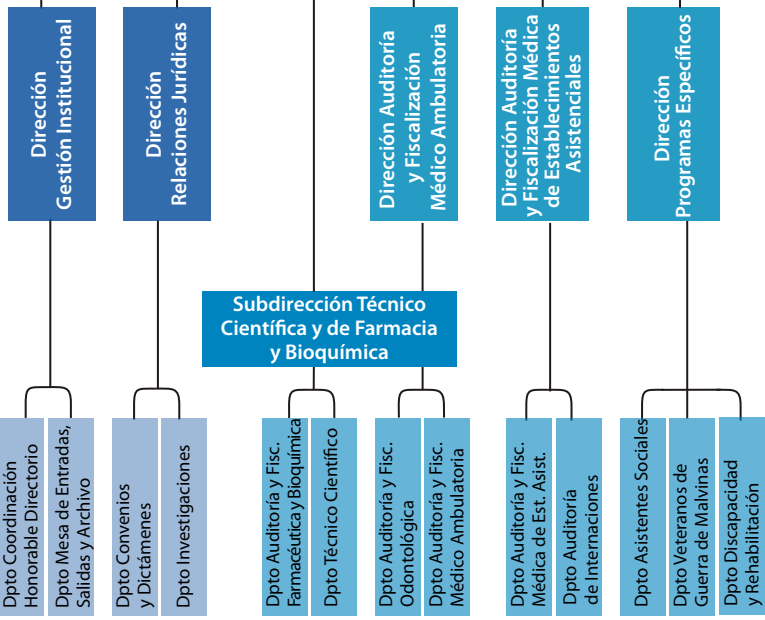 Dirección
Gestión Institucional
Dirección
Relaciones Jurídicas
Dirección Auditoría
y Fiscalización
Médico Ambulatoria
Dirección Auditoría
y Fiscalización Médica
de Establecimientos
Asistenciales
Dirección
Programas Específicos
Subdirección Técnico
Científica y de Farmacia
y Bioquímica
Dpto Coordinación
Honorable Directorio
Dpto Mesa de Entradas,
Salidas y Archivo
Dpto Convenios
y Dictámenes
Dpto Investigaciones
Dpto Auditoría y Fisc.
Farmacéutica y Bioquímica
Dpto Técnico Científico
Dpto Auditoría y Fisc.
Odontológica
Dpto Auditoría y Fisc.
Médico Ambulatoria
Dpto Auditoría y Fisc.
Médica de Est. Asist.
Dpto Auditoría
de Internaciones
Dpto Asistentes Sociales
Dpto Veteranos de
Guerra de Malvinas
Dpto Discapacidad
y Rehabilitación